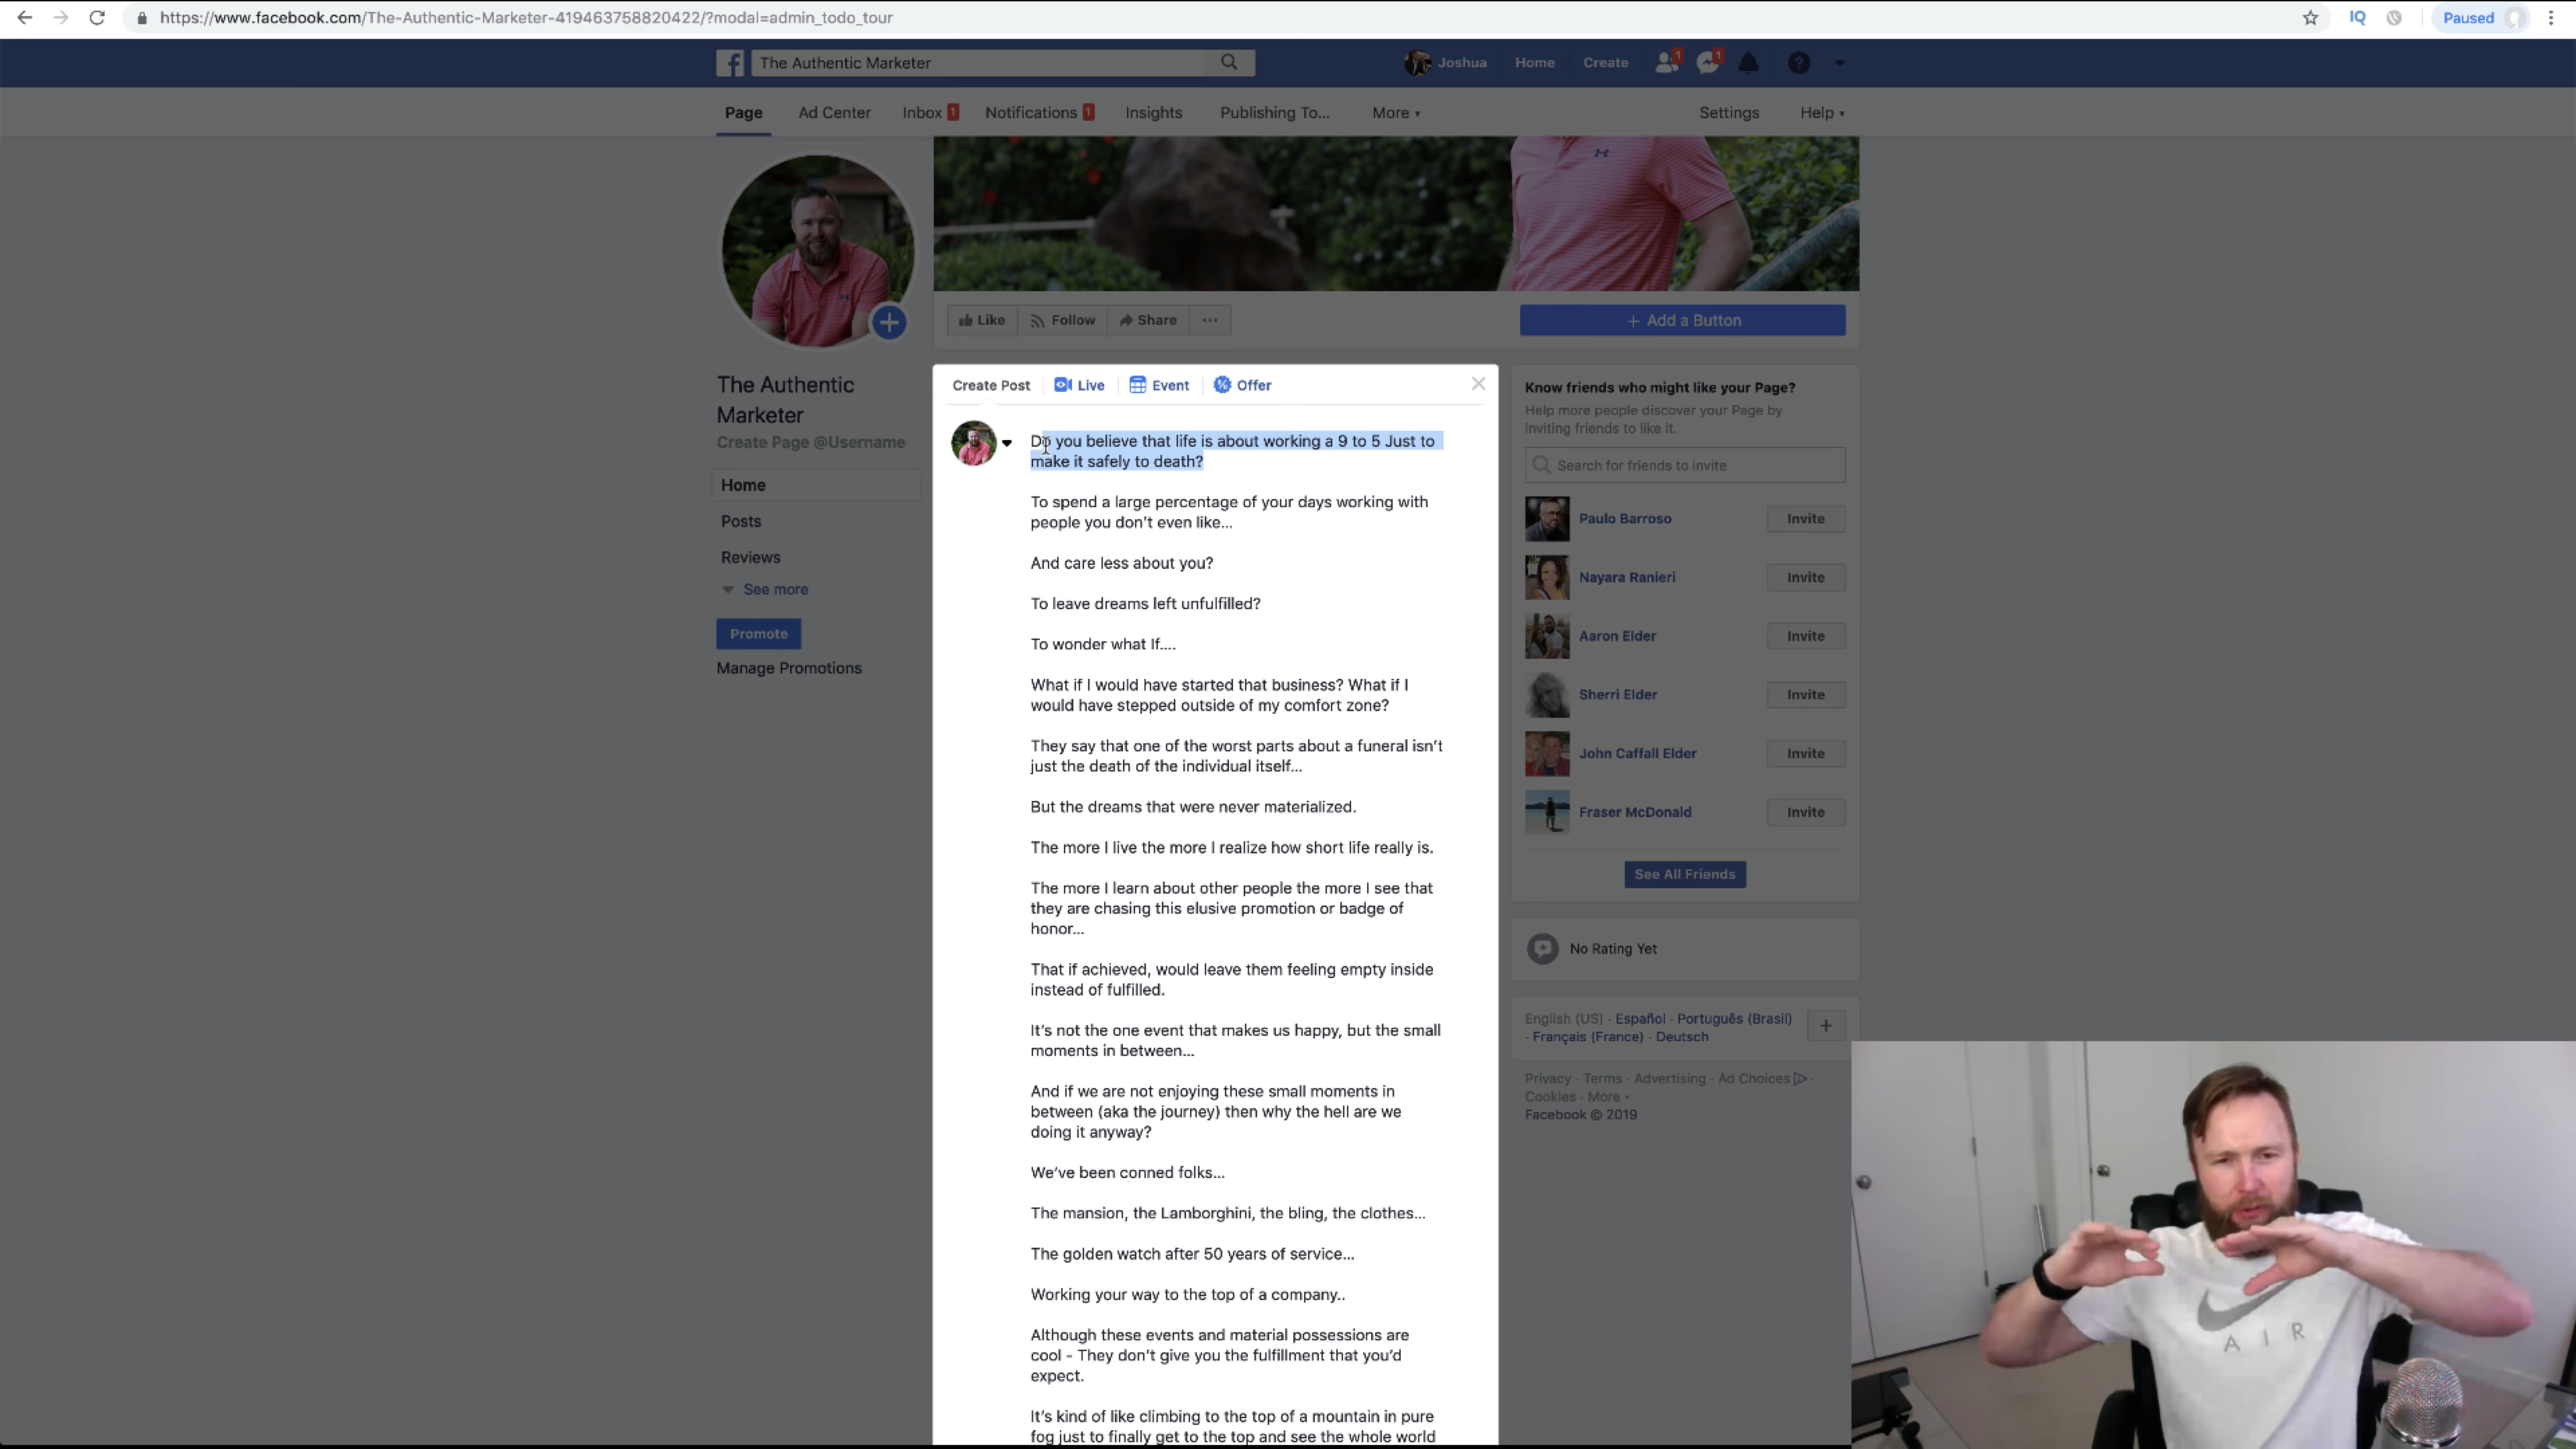 https://www.facebook.com/The-Authentic-Marketer-419463758820422/?modal=admin_todo_tour
IQ
Paused
The Authentic Marketer
Joshua
Home
Create
1
1
Page
Ad Center
Inbox 1
Notifications 1
Insights
Publishing To...
More
Settings
Help
Like
Follow
Share
+ Add a Button
The Authentic
Marketer
Create Page @Username
Home
Posts
Reviews
See more
Promote
Manage Promotions
Create Post
Live
Event
Offer
Do you believe that life is about working a 9 to 5 Just to
make it safely to death?
To spend a large percentage of your days working with
people you don't even like...
And care less about you?
To leave dreams left unfulfilled?
To wonder what If....
What if I would have started that business? What if I
would have stepped outside of my comfort zone?
They say that one of the worst parts about a funeral isn't
just the death of the individual itself...
But the dreams that were never materialized.
The more I live the more I realize how short life really is.
The more I learn about other people the more I see that
they are chasing this elusive promotion or badge of
honor...
That if achieved, would leave them feeling empty inside
instead of fulfilled.
It's not the one event that makes us happy, but the small
moments in between...
And if we are not enjoying these small moments in
between (aka the journey) then why the hell are we
doing it anyway?
We've been conned folks...
The mansion, the Lamborghini, the bling, the clothes...
The golden watch after 50 years of service...
Working your way to the top of a company..
Although these events and material possessions are
cool - They don't give you the fulfillment that you'd
expect.
It's kind of like climbing to the top of a mountain in pure
fog just to finally get to the top and see the whole world
Know friends who might like your Page?
Help more people discover your Page by
inviting friends to like it.
Search for friends to invite
Paulo Barroso
Invite
Nayara Ranieri
Invite
Aaron Elder
Invite
Sherri Elder
Invite
John Caffall Elder
Invite
Fraser McDonald
Invite
See All Friends
No Rating Yet
English (US) · Español · Português (Brasil)
· Français (France) · Deutsch
Privacy · Terms · Advertising · Ad Choices ·
Cookies · More
Facebook © 2019
AIR